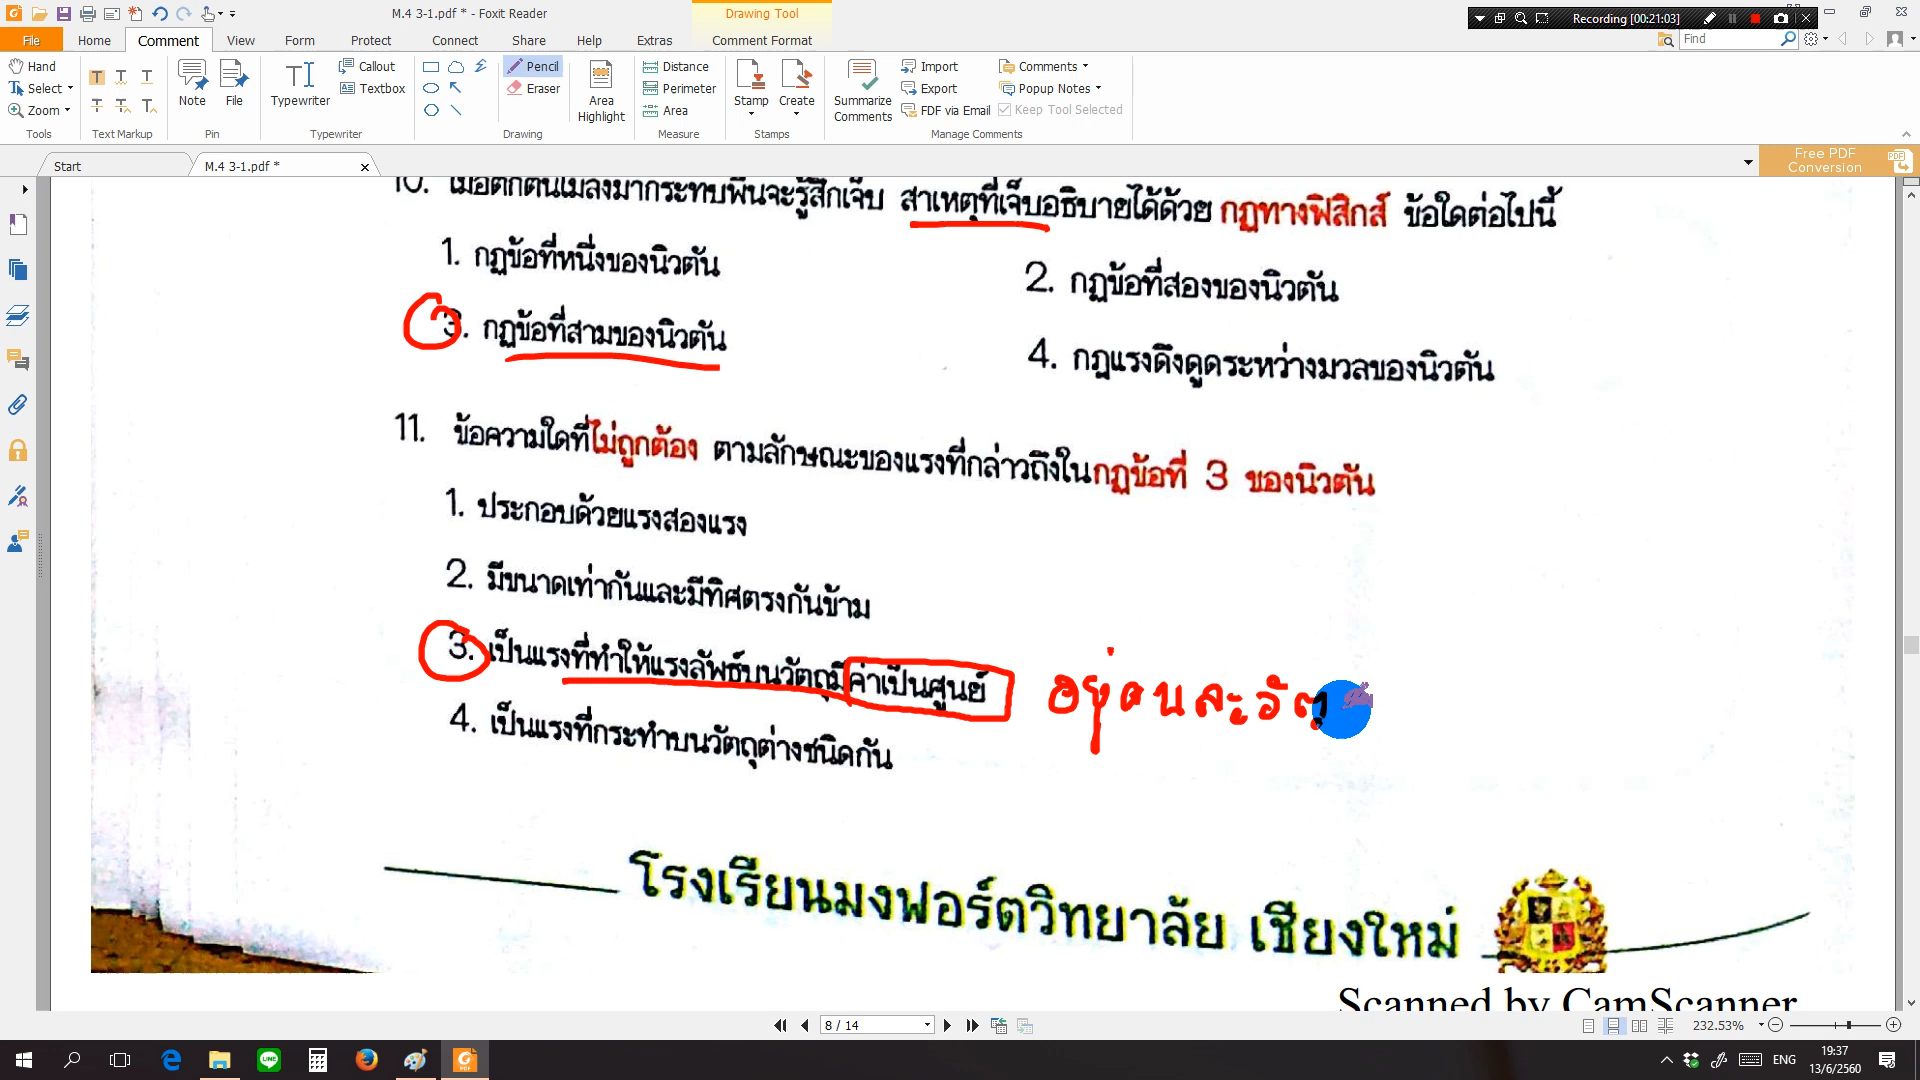 M.4 3-1.pdf * - Foxit Reader
Drawing Tool
Recording [00:21:03]
File Home Comment View Form Protect Connect Share Help Extras Comment Format
Find
Hand
Select
Zoom
Tools
Text Markup
Note
File
Pin
Typewriter
Callout
Textbox
Typewriter
Pencil
Eraser
Drawing
Area Highlight
Distance
Perimeter
Area
Measure
Stamp
Create
Stamps
Summarize Comments
Import
Export
FDF via Email
Comments
Popup Notes
Keep Tool Selected
Manage Comments
Start
M.4 3-1.pdf *
Free PDF Conversion
สาเหตุที่เจ็บอธิบายได้ด้วย กฏทางฟิสิกส์ ข้อใดต่อไปนี้
1. กฏข้อที่หนึ่งของนิวตัน
2. กฏข้อที่สองของนิวตัน
3. กฏข้อที่สามของนิวตัน
4. กฏแรงดึงดูดระหว่างมวลของนิวตัน
11. ข้อความใดที่ไม่ถูกต้อง ตามลักษณะของแรงที่กล่าวถึงในกฏข้อที่ 3 ของนิวตัน
1. ประกอบด้วยแรงสองแรง
2. มีขนาดเท่ากันและมีทิศตรงกันข้าม
3. เป็นแรงที่ทำให้แรงลัพธ์บนวัตถุมีค่าเป็นศูนย์
อยู่คนละวัตถุ
4. เป็นแรงที่กระทำบนวัตถุต่างชนิดกัน
โรงเรียนมงฟอร์ตวิทยาลัย เชียงใหม่
Scanned by CamScanner
8 / 14
232.53%
ENG
19:37
13/6/2560